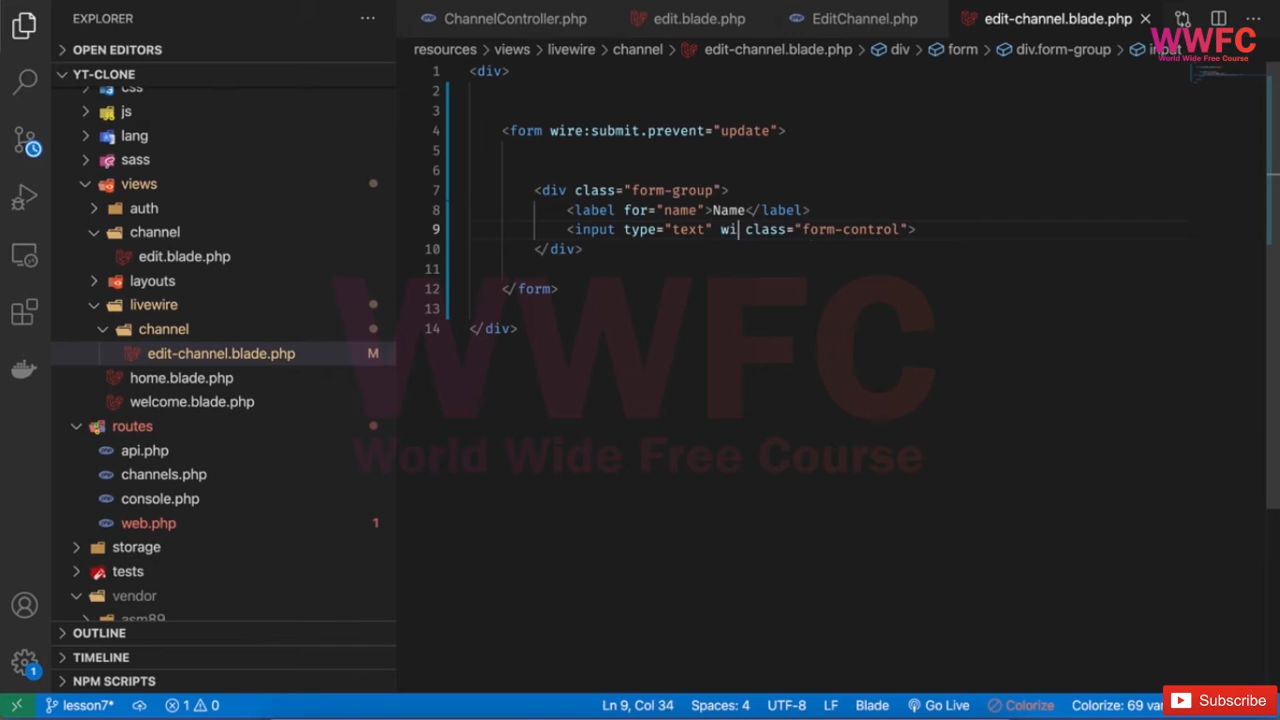 EXPLORER
OPEN EDITORS
YT-CLONE
css
js
lang
sass
views
auth
channel
edit.blade.php
layouts
livewire
channel
edit-channel.blade.php M
home.blade.php
welcome.blade.php
routes
api.php
channels.php
console.php
web.php 1
storage
tests
vendor
asm89
OUTLINE
TIMELINE
NPM SCRIPTS
ChannelController.php edit.blade.php EditChannel.php edit-channel.blade.php
resources > views > livewire > channel > edit-channel.blade.php > div > form > div.form-group > input
1 <div>
2
3
4 <form wire:submit.prevent="update">
5
6
7 <div class="form-group">
8 <label for="name">Name</label>
9 <input type="text" wi class="form-control">
10 </div>
11
12 </form>
13
14 </div>
WWFC
World Wide Free Course
WWFC
World Wide Free Course
1
lesson7* 1 0 Ln 9, Col 34 Spaces: 4 UTF-8 LF Blade Go Live Colorize Colorize: 69 var
Subscribe